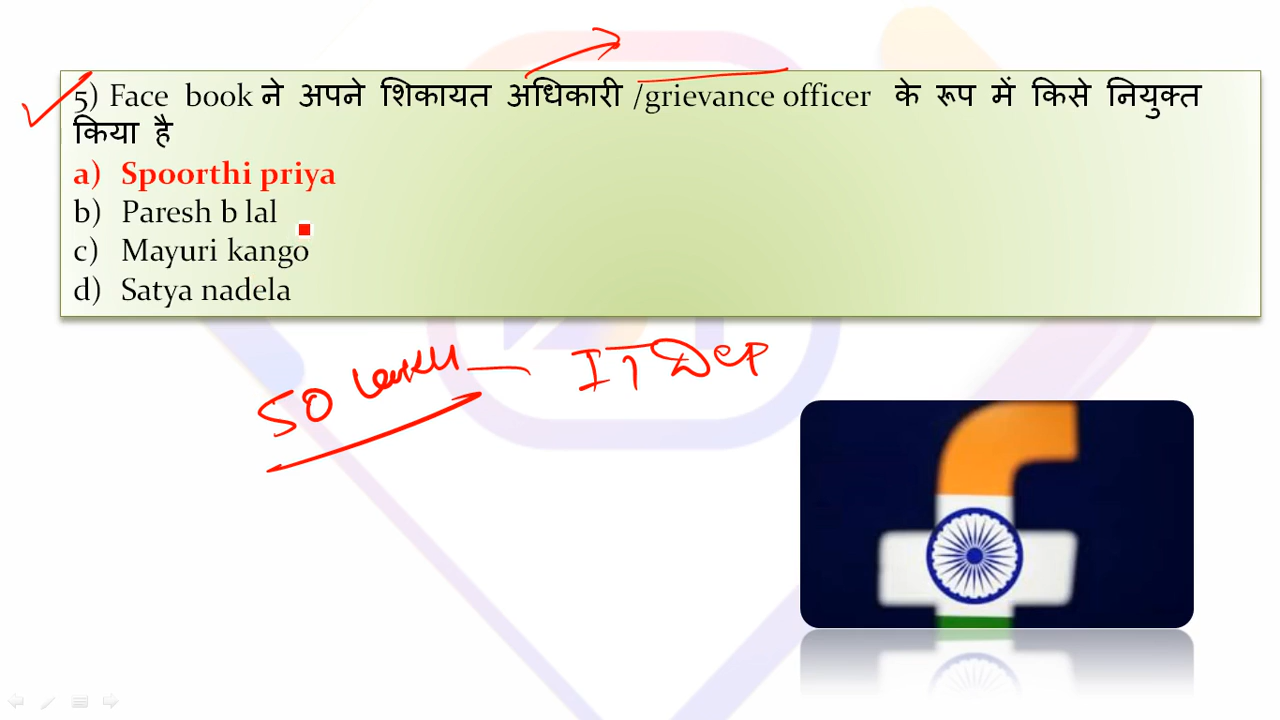 5) Face book ने अपने शिकायत अधिकारी /grievance officer के रूप में किसे नियुक्त
किया है
a) Spoorthi priya
b) Paresh b lal
c) Mayuri kango
d) Satya nadela
50 — IT Dep